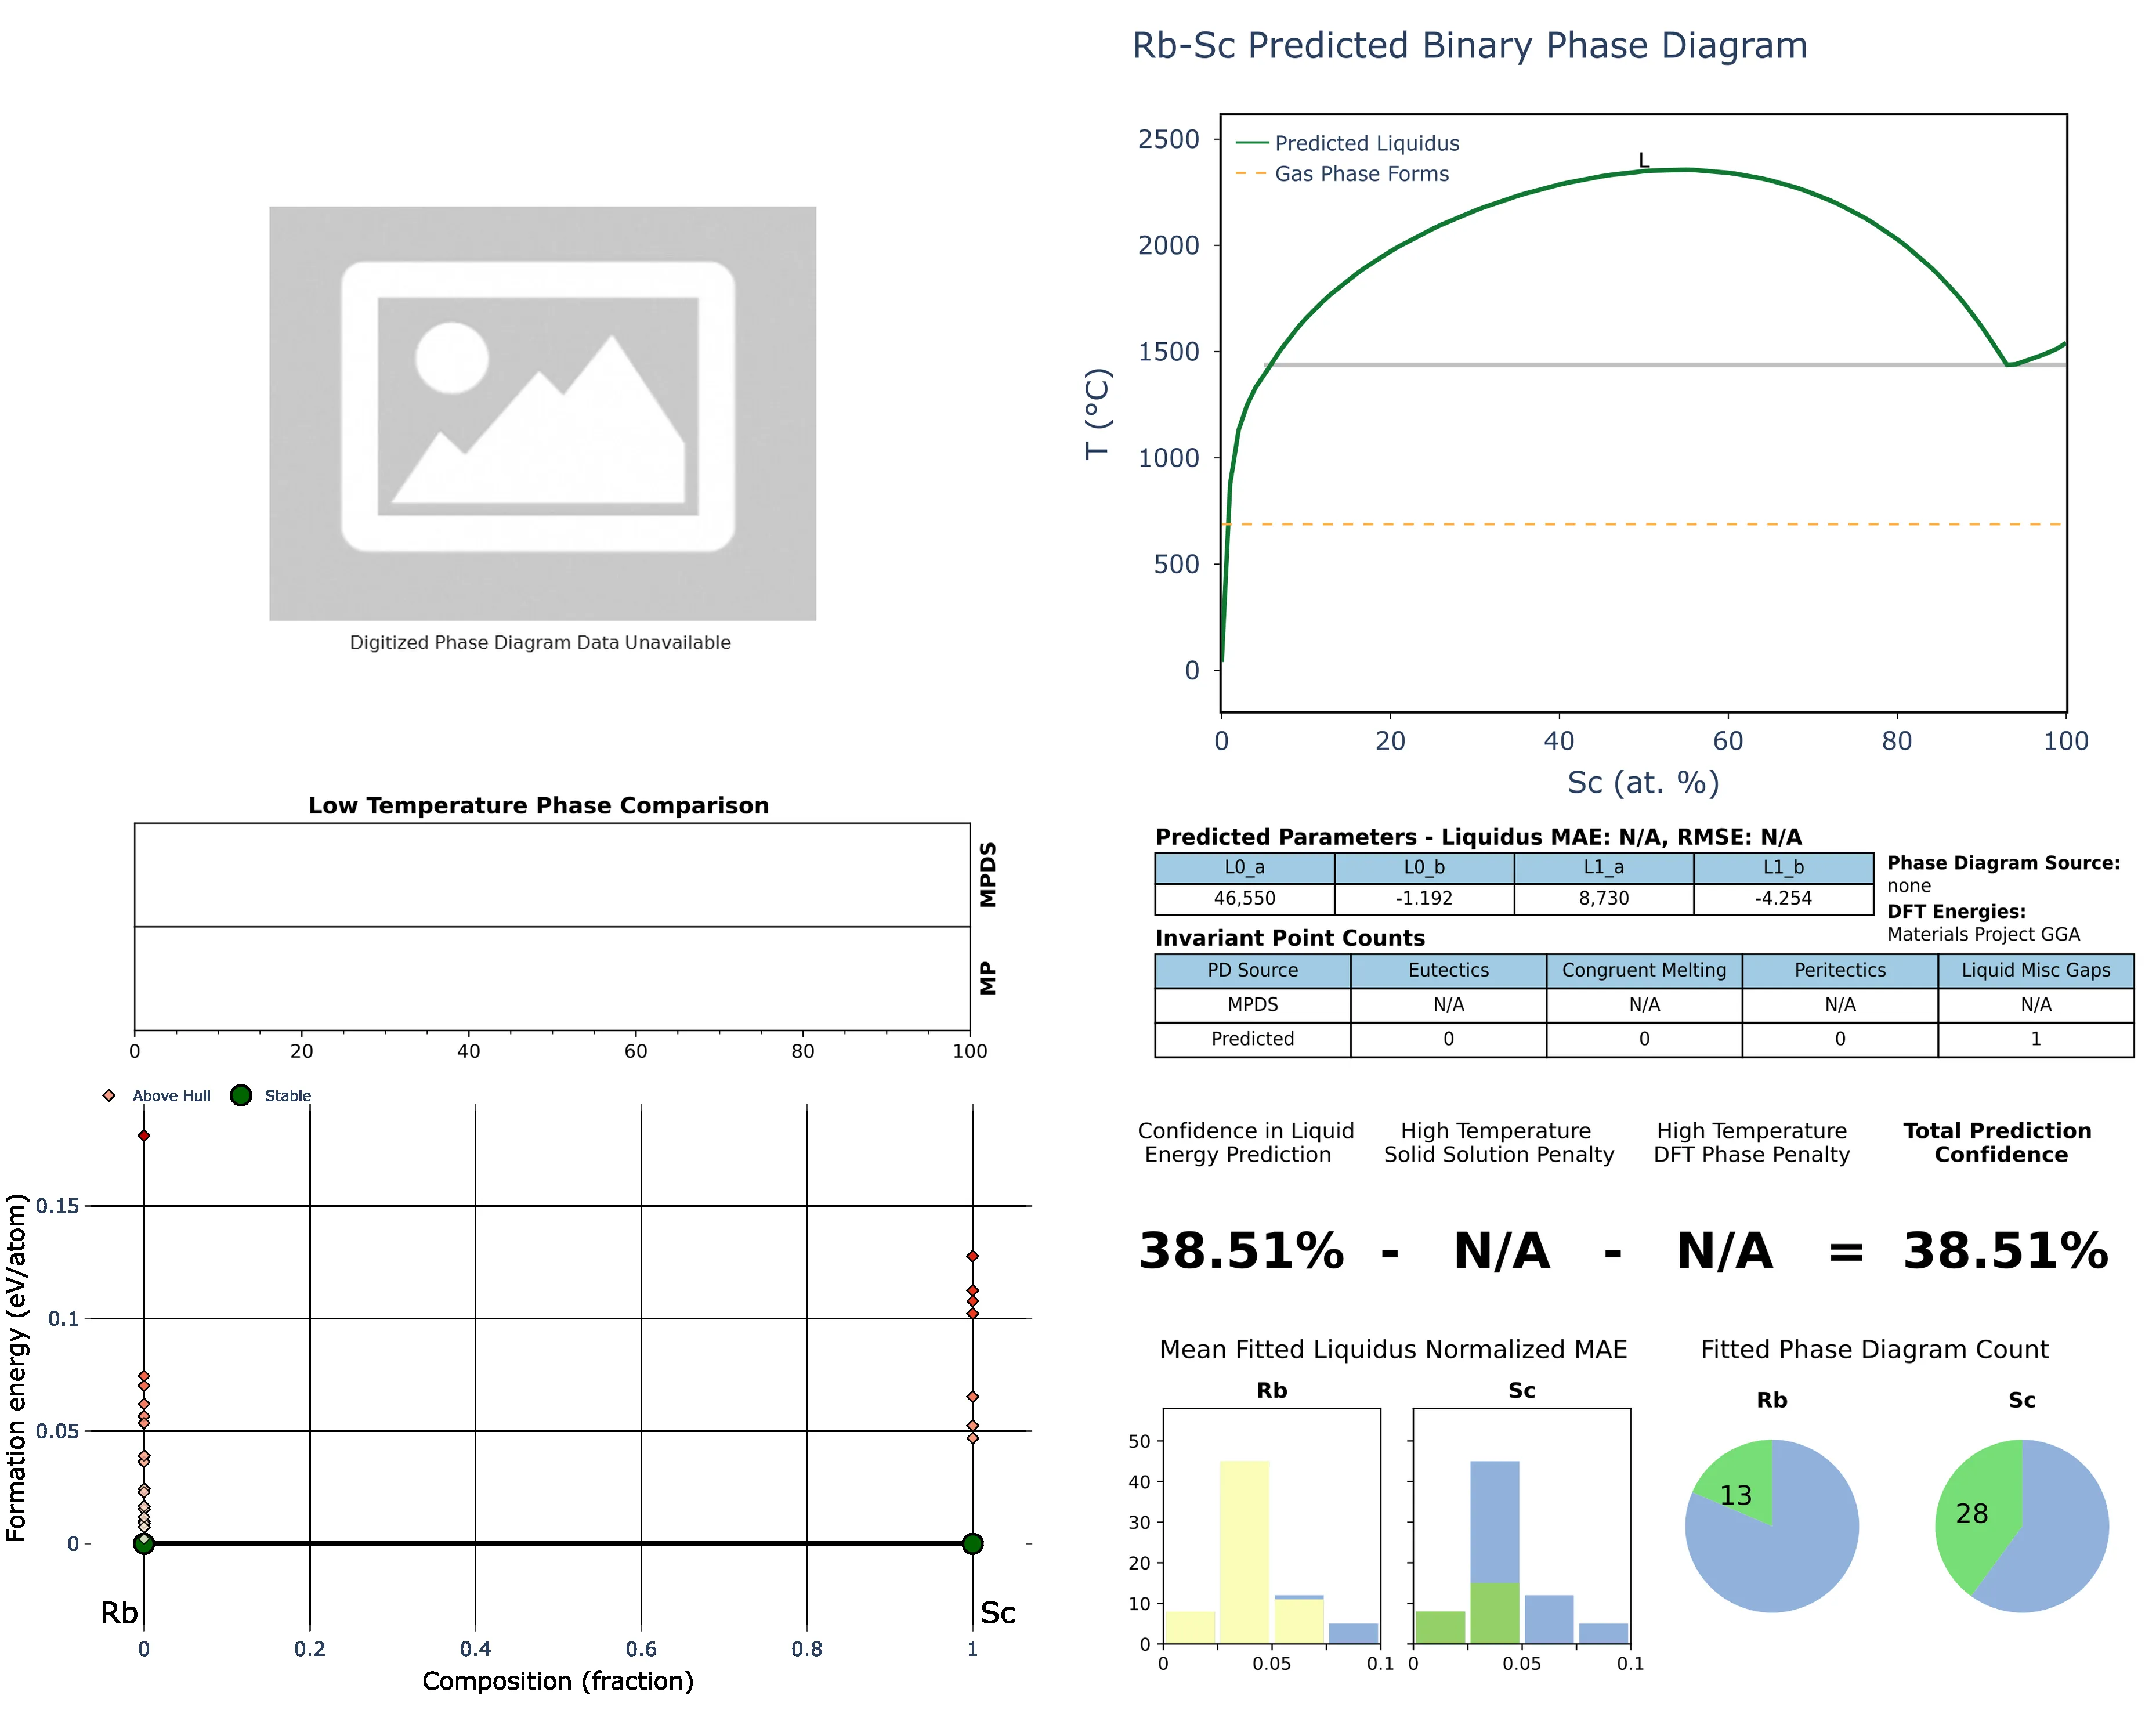 Rb-Sc Predicted Binary Phase Diagram
Digitized Phase Diagram Data Unavailable
Predicted Liquidus
Gas Phase Forms
L
2500
2000
1500
1000
500
0
T (°C)
0 20 40 60 80 100
Sc (at. %)
Low Temperature Phase Comparison
MPDS
MP
0 20 40 60 80 100
Predicted Parameters - Liquidus MAE: N/A, RMSE: N/A
L0_a L0_b L1_a L1_b
46,550 -1.192 8,730 -4.254
Phase Diagram Source:
none
DFT Energies:
Materials Project GGA
Invariant Point Counts
PD Source Eutectics Congruent Melting Peritectics Liquid Misc Gaps
MPDS N/A N/A N/A N/A
Predicted 0 0 0 1
Above Hull Stable
0.15
0.1
0.05
0
Formation energy (eV/atom)
Rb Sc
0 0.2 0.4 0.6 0.8 1
Composition (fraction)
Confidence in Liquid
Energy Prediction
High Temperature
Solid Solution Penalty
High Temperature
DFT Phase Penalty
Total Prediction
Confidence
38.51% - N/A - N/A = 38.51%
Mean Fitted Liquidus Normalized MAE
Rb Sc
50
40
30
20
10
0
0 0.05 0.1
0 0.05 0.1
Fitted Phase Diagram Count
Rb Sc
13
28